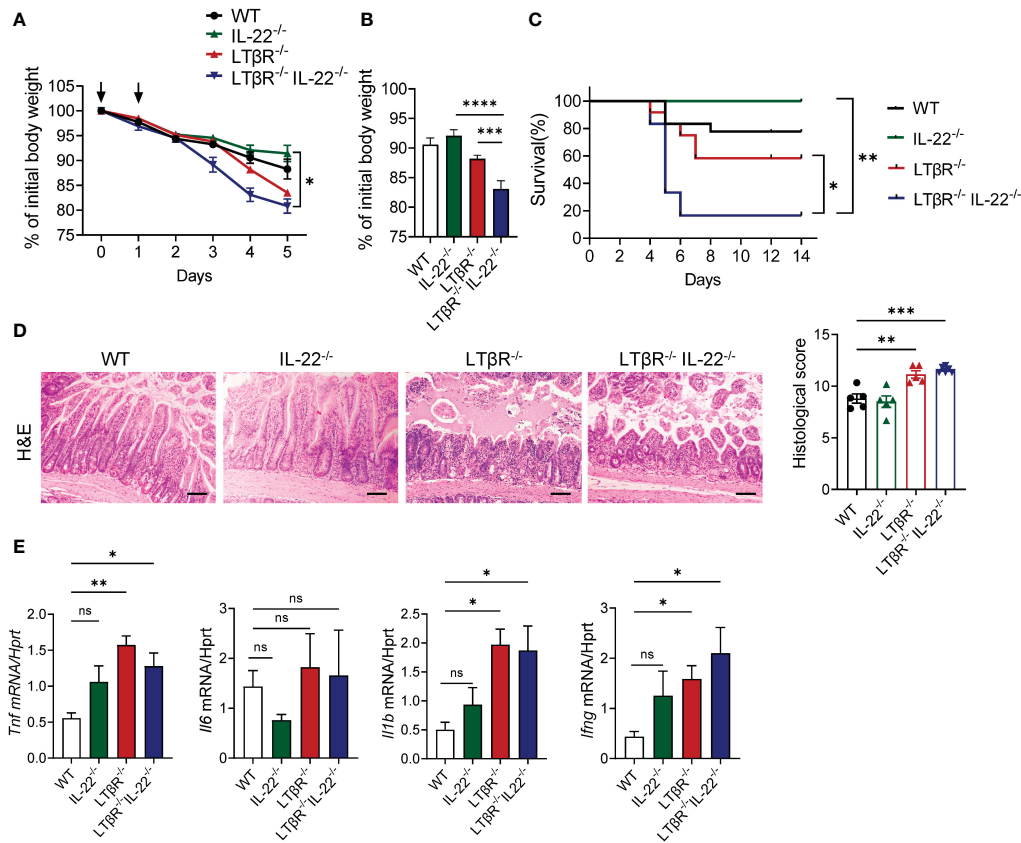 A
WT
IL-22-/-
LTβR-/-
LTβR-/- IL-22-/-
% of initial body weight
105
100
95
90
85
80
75
0 1 2 3 4 5
Days
*
B
% of initial body weight
100
95
90
85
80
75
****
***
WT
IL-22-/-
LTβR-/-
LTβR-/- IL-22-/-
C
Survival(%)
100
80
60
40
20
0
0 2 4 6 8 10 12 14
Days
*
**
WT
IL-22-/-
LTβR-/-
LTβR-/- IL-22-/-
D
WT IL-22-/- LTβR-/- LTβR-/- IL-22-/-
H&E
Histological score
15
10
5
0
***
**
WT
IL-22-/-
LTβR-/-
LTβR-/- IL-22-/-
E
Tnf mRNA/Hprt
2.0
1.5
1.0
0.5
0.0
*
**
ns
WT
IL-22-/-
LTβR-/-
LTβR-/-IL-22-/-
Il6 mRNA/Hprt
3
2
1
0
ns
ns
ns
WT
IL-22-/-
LTβR-/-
LTβR-/-IL22-/-
Il1b mRNA/Hprt
2.5
2.0
1.5
1.0
0.5
0.0
*
*
ns
WT
IL-22-/-
LTβR-/-
LTβR-/-IL22-/-
Ifng mRNA/Hprt
3
2
1
0
*
*
ns
WT
IL-22-/-
LTβR-/-
LTβR-/-IL22-/-